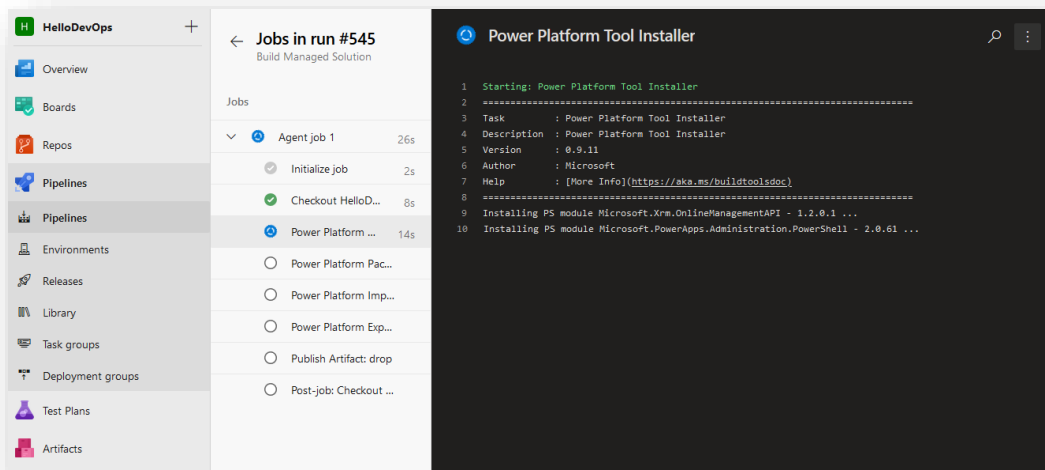 H HelloDevOps +
Overview
Boards
Repos
Pipelines
Pipelines
Environments
Releases
Library
Task groups
Deployment groups
Test Plans
Artifacts
Jobs in run #545
Build Managed Solution
Jobs
Agent job 1 26s
Initialize job 2s
Checkout HelloD... 8s
Power Platform ... 14s
Power Platform Pac...
Power Platform Imp...
Power Platform Exp...
Publish Artifact: drop
Post-job: Checkout ...
Power Platform Tool Installer
1 Starting: Power Platform Tool Installer
2 ==============================================================================
3 Task : Power Platform Tool Installer
4 Description : Power Platform Tool Installer
5 Version : 0.9.11
6 Author : Microsoft
7 Help : [More Info](https://aka.ms/buildtoolsdoc)
8 ==============================================================================
9 Installing PS module Microsoft.Xrm.OnlineManagementAPI - 1.2.0.1 ...
10 Installing PS module Microsoft.PowerApps.Administration.PowerShell - 2.0.61 ...